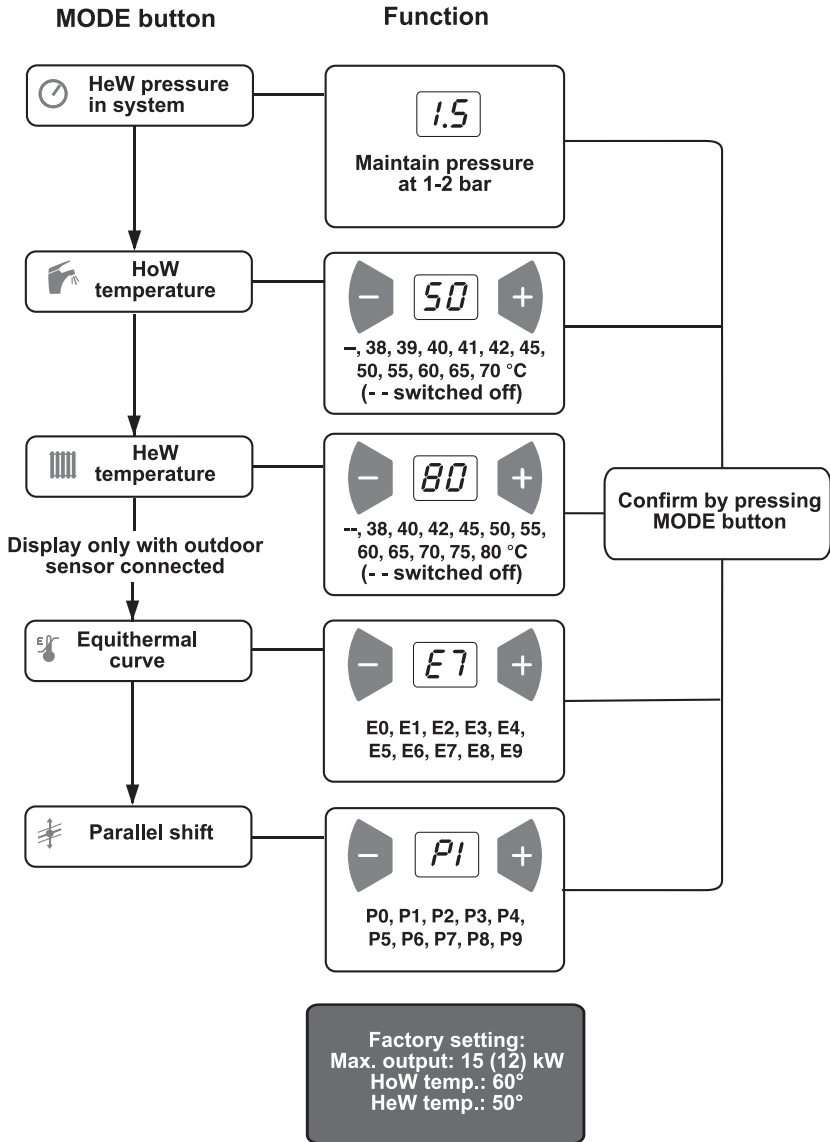 MODE button
Function
HeW pressure
in system
1.5
Maintain pressure
at 1-2 bar
HoW
temperature
− 50 +
–, 38, 39, 40, 41, 42, 45,
50, 55, 60, 65, 70 °C
(- - switched off)
HeW
temperature
− 80 +
--, 38, 40, 42, 45, 50, 55,
60, 65, 70, 75, 80 °C
(- - switched off)
Confirm by pressing
MODE button
Display only with outdoor
sensor connected
E
Equithermal
curve
− E7 +
E0, E1, E2, E3, E4,
E5, E6, E7, E8, E9
Parallel shift
− P1 +
P0, P1, P2, P3, P4,
P5, P6, P7, P8, P9
Factory setting:
Max. output: 15 (12) kW
HoW temp.: 60°
HeW temp.: 50°